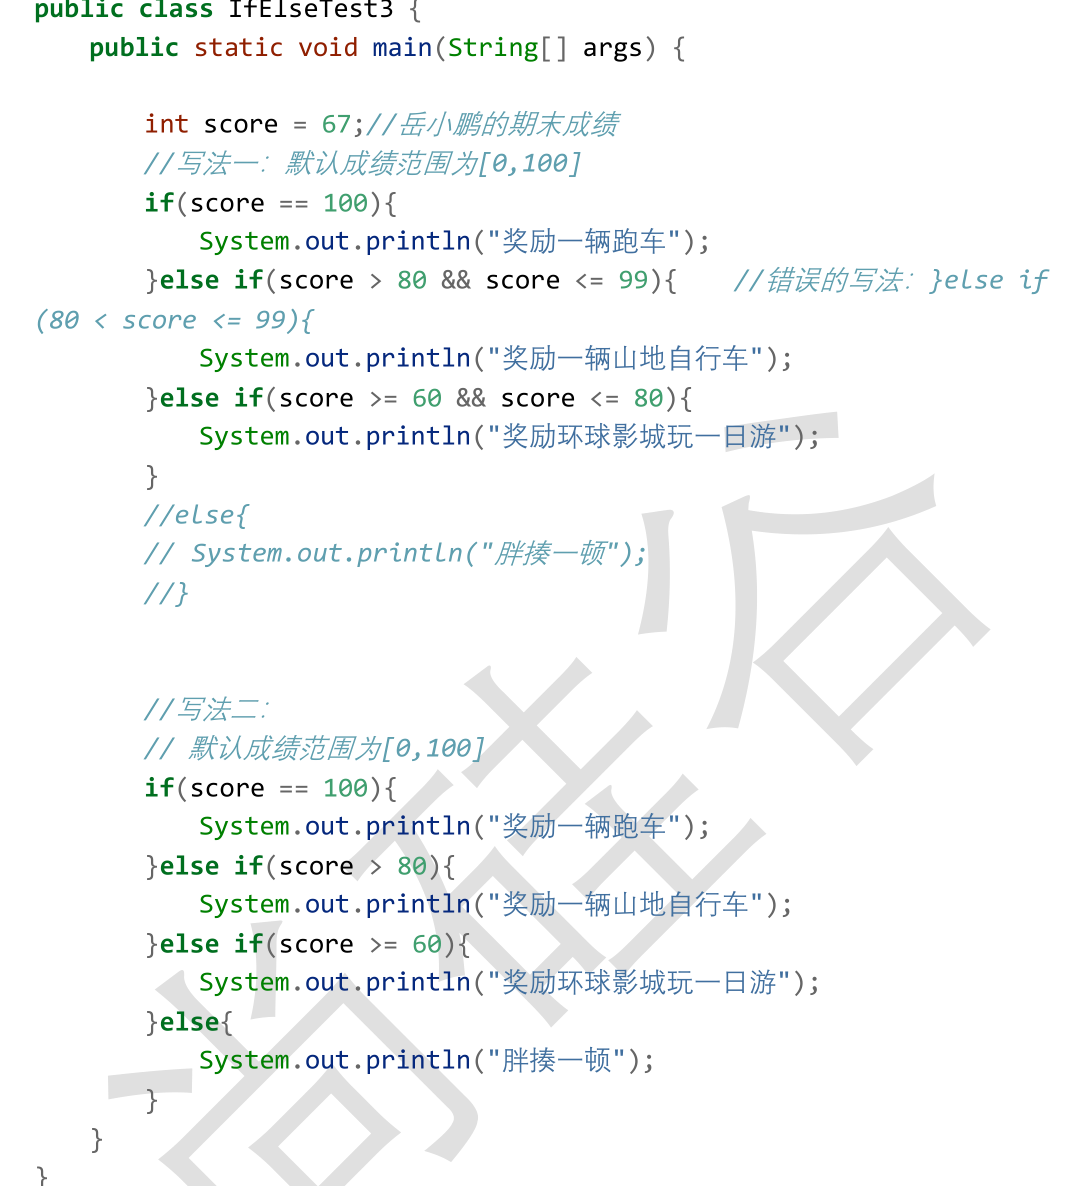 public class IfElseTest3 {
    public static void main(String[] args) {

        int score = 67;//岳小鹏的期末成绩
        //写法一：默认成绩范围为[0,100]
        if(score == 100){
            System.out.println("奖励一辆跑车");
        }else if(score > 80 && score <= 99){    //错误的写法：}else if
(80 < score <= 99){
            System.out.println("奖励一辆山地自行车");
        }else if(score >= 60 && score <= 80){
            System.out.println("奖励环球影城玩一日游");
        }
        //else{
        // System.out.println("胖揍一顿");
        //}


        //写法二：
        // 默认成绩范围为[0,100]
        if(score == 100){
            System.out.println("奖励一辆跑车");
        }else if(score > 80){
            System.out.println("奖励一辆山地自行车");
        }else if(score >= 60){
            System.out.println("奖励环球影城玩一日游");
        }else{
            System.out.println("胖揍一顿");
        }
    }
}
尚硅谷